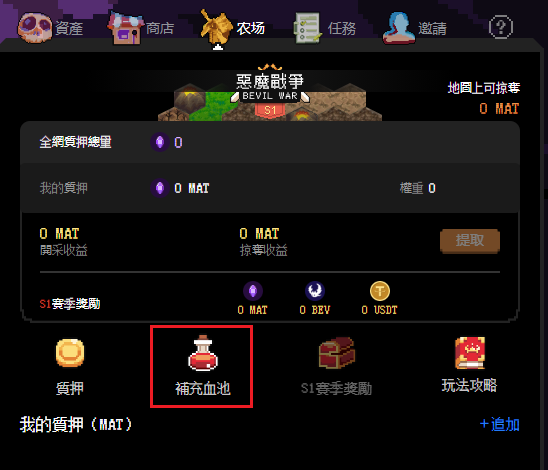 資產 商店 农场 任務 邀請 ?
惡魔戰爭
BEVIL WAR
S1
地圖上可掠奪
0 MAT
全網質押總量 0
我的質押 0 MAT 權重 0
0 MAT 0 MAT
開采收益 掠奪收益
提取
S1賽季獎勵
0 MAT 0 BEV 0 USDT
質押 補充血池 S1賽季獎勵 玩法攻略
我的質押（MAT） +追加